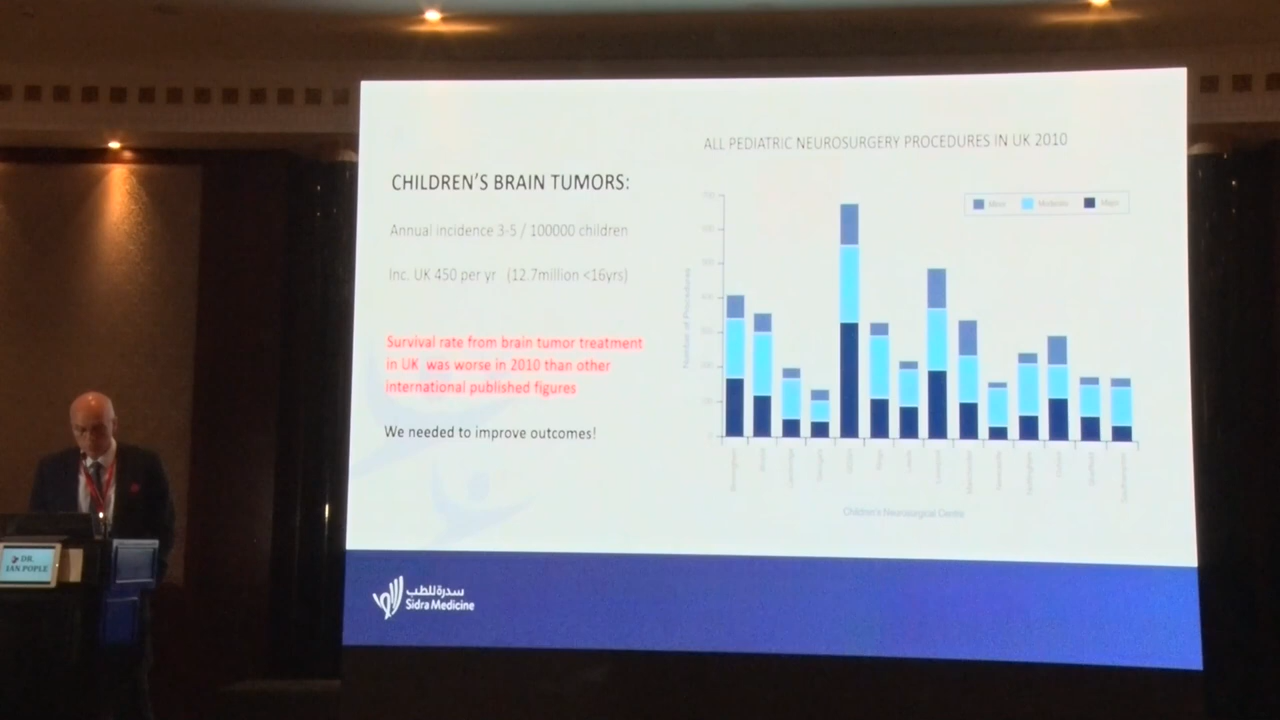 ALL PEDIATRIC NEUROSURGERY PROCEDURES IN UK 2010
CHILDREN'S BRAIN TUMORS:
Annual incidence 3-5 / 100000 children
Inc. UK 450 per yr (12.7million <16yrs)
Survival rate from brain tumor treatment
in UK was worse in 2010 than other
international published figures
We needed to improve outcomes!
Minor Moderate Major
Number of Procedures
Children's Neurosurgical Centre
سدرة للطب
Sidra Medicine
DR.
IAN POPLE